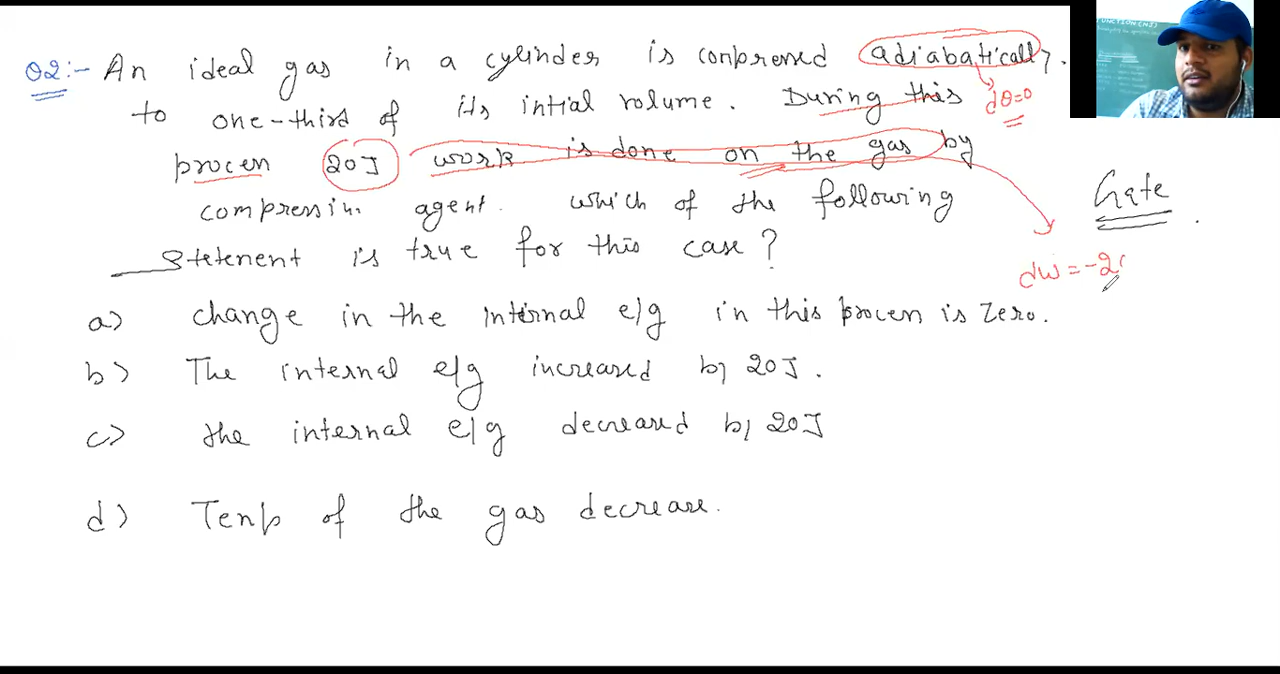 Q2:- An ideal gas in a cylinder is compressed adiabatically.
dQ=0
to one-third of its initial volume. During this
process 20J work is done on the gas by
compressin agent. which of the following
Gate
Stetement is true for this case?
dw=-2
a) change in the internal e/g in this process is Zero.
b) The internal e/g increased by 20J.
c) the internal e/g decreased by 20J
d) Temp of the gas decrease.